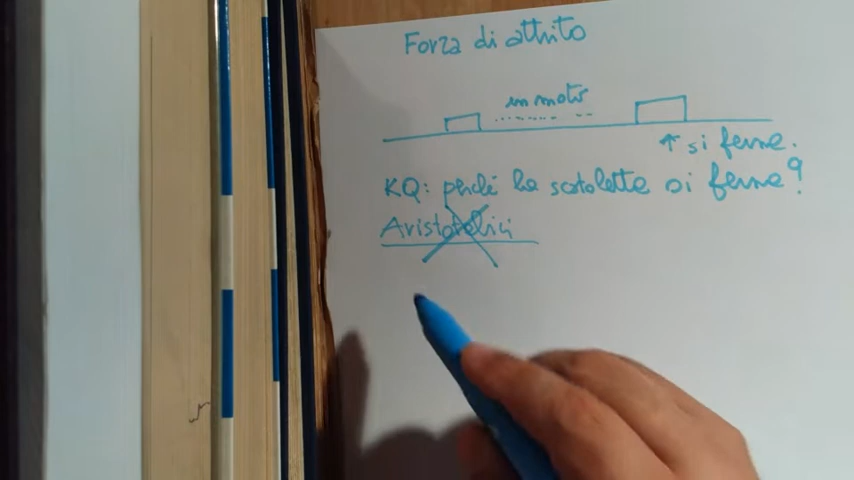 Forza di attrito
in moto
↑ si ferma.
KQ: perché la scatoletta si ferma?
Aristotelici